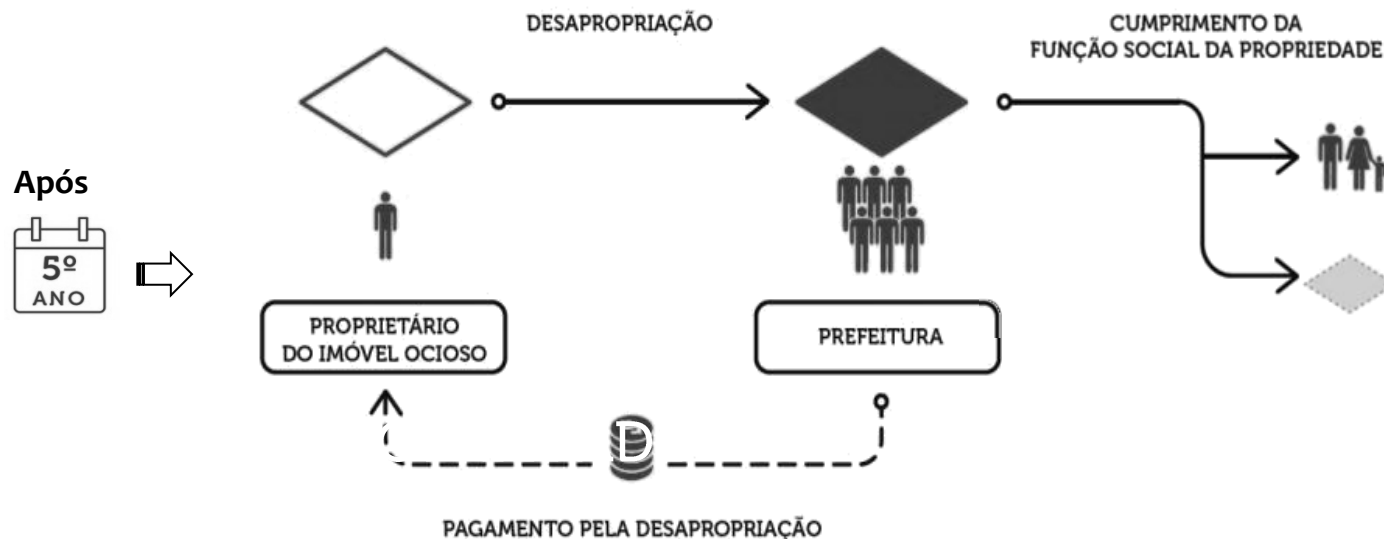 DESAPROPRIAÇÃO
CUMPRIMENTO DA
FUNÇÃO SOCIAL DA PROPRIEDADE
Após
5º
ANO
PROPRIETÁRIO
DO IMÓVEL OCIOSO
PREFEITURA
D
PAGAMENTO PELA DESAPROPRIAÇÃO